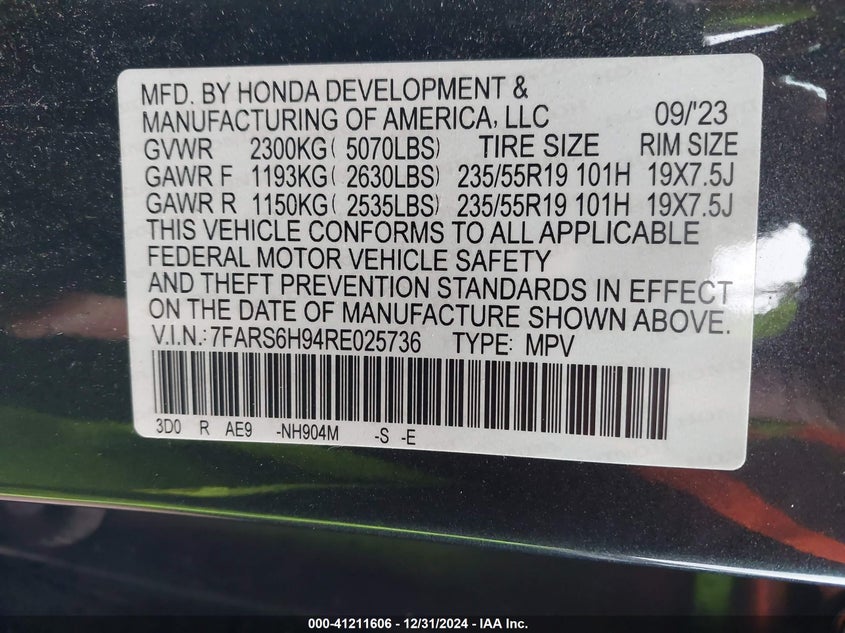 MFD. BY HONDA DEVELOPMENT &
MANUFACTURING OF AMERICA, LLC 09/'23
GVWR 2300KG( 5070LBS) TIRE SIZE RIM SIZE
GAWR F 1193KG( 2630LBS) 235/55R19 101H 19X7.5J
GAWR R 1150KG( 2535LBS) 235/55R19 101H 19X7.5J
THIS VEHICLE CONFORMS TO ALL APPLICABLE
FEDERAL MOTOR VEHICLE SAFETY
AND THEFT PREVENTION STANDARDS IN EFFECT
ON THE DATE OF MANUFACTURE SHOWN ABOVE.
V.I.N.: 7FARS6H94RE025736 TYPE: MPV
3D0 R AE9 -NH904M -S -E
000-41211606 - 12/31/2024 - IAA Inc.